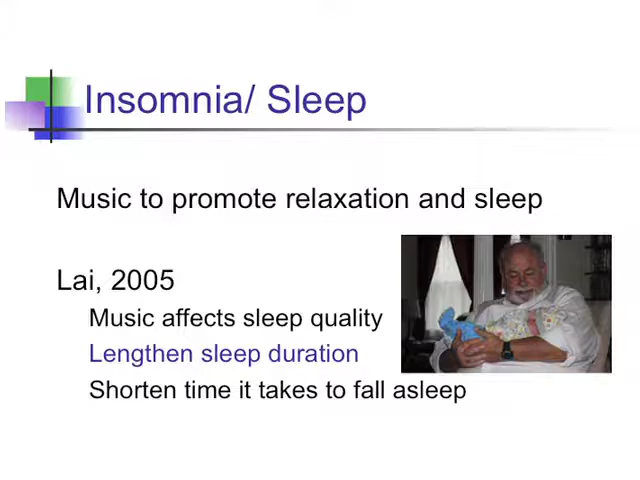 Insomnia/ Sleep
Music to promote relaxation and sleep
Lai, 2005
Music affects sleep quality
Lengthen sleep duration
Shorten time it takes to fall asleep